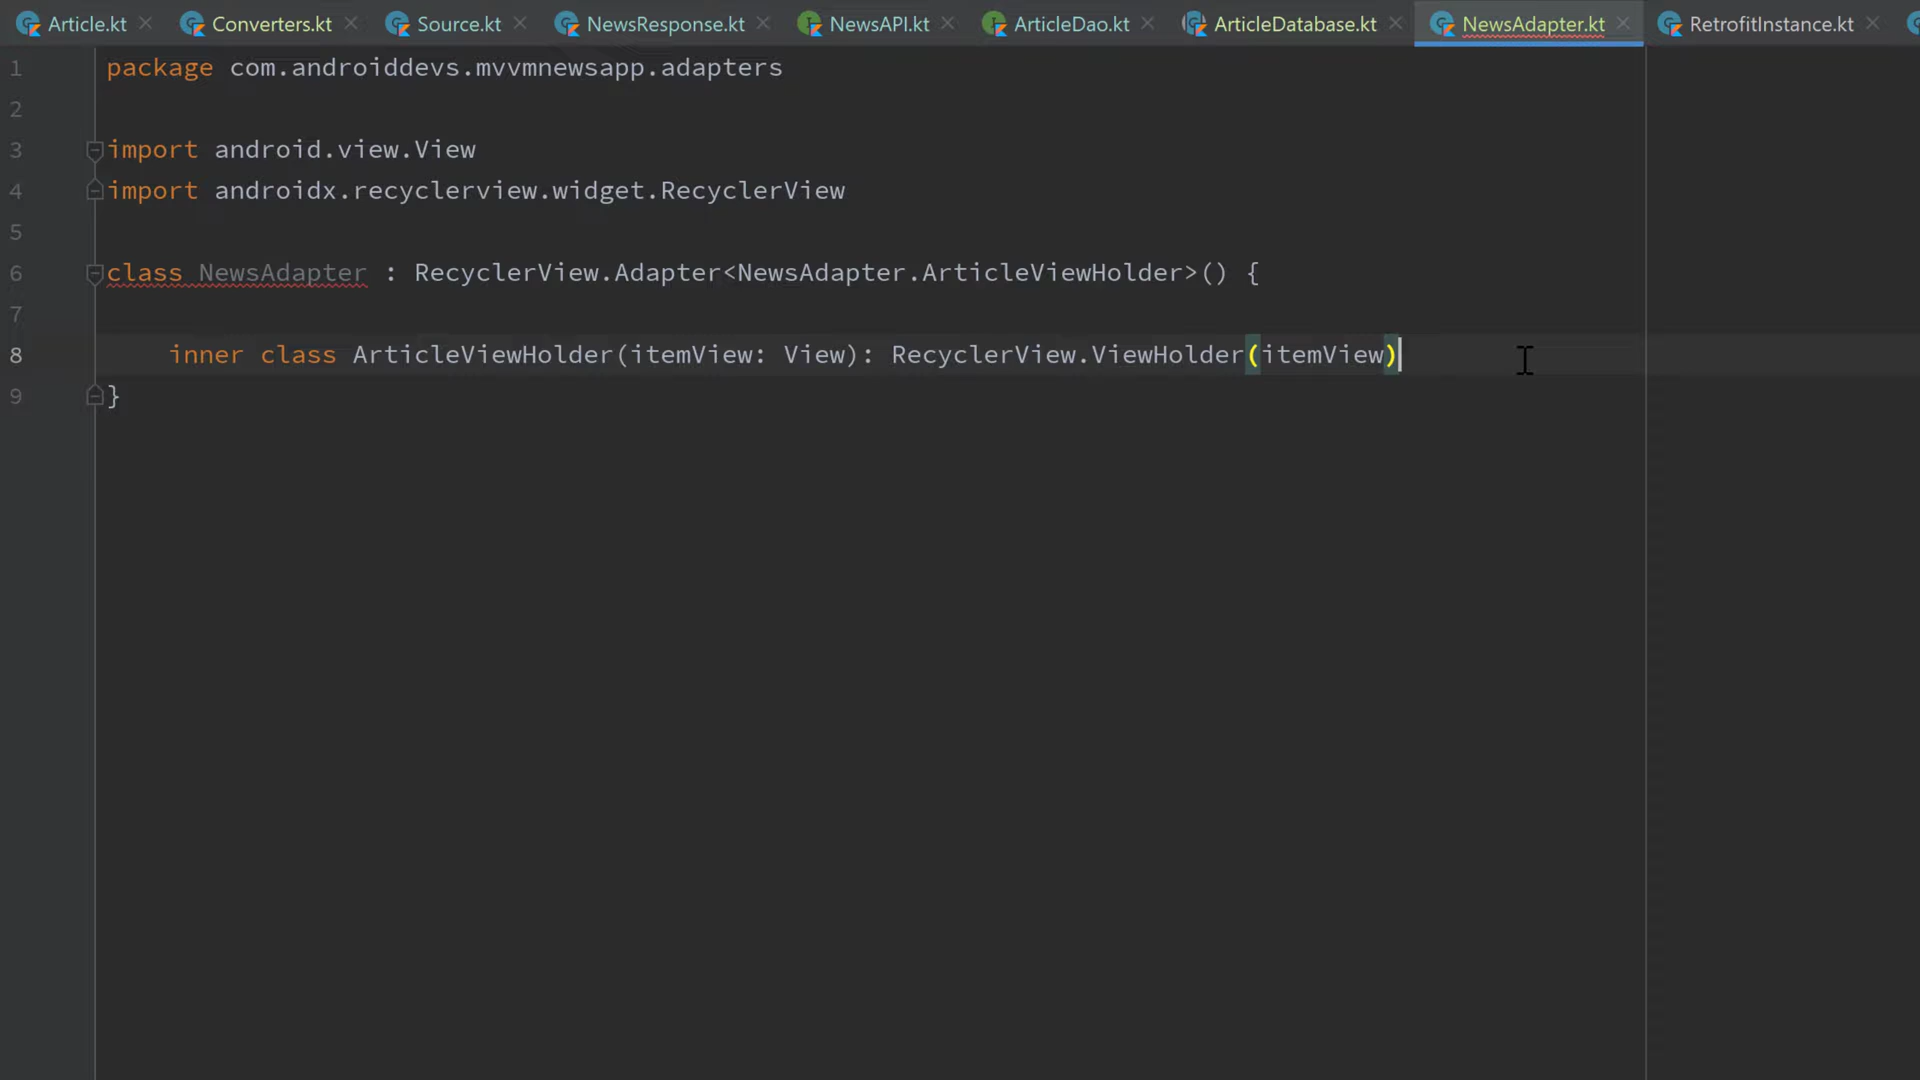 Article.kt Converters.kt Source.kt NewsResponse.kt NewsAPI.kt ArticleDao.kt ArticleDatabase.kt NewsAdapter.kt RetrofitInstance.kt
1 package com.androiddevs.mvvmnewsapp.adapters
2
3 import android.view.View
4 import androidx.recyclerview.widget.RecyclerView
5
6 class NewsAdapter : RecyclerView.Adapter<NewsAdapter.ArticleViewHolder>() {
7
8 inner class ArticleViewHolder(itemView: View): RecyclerView.ViewHolder(itemView)
9 }